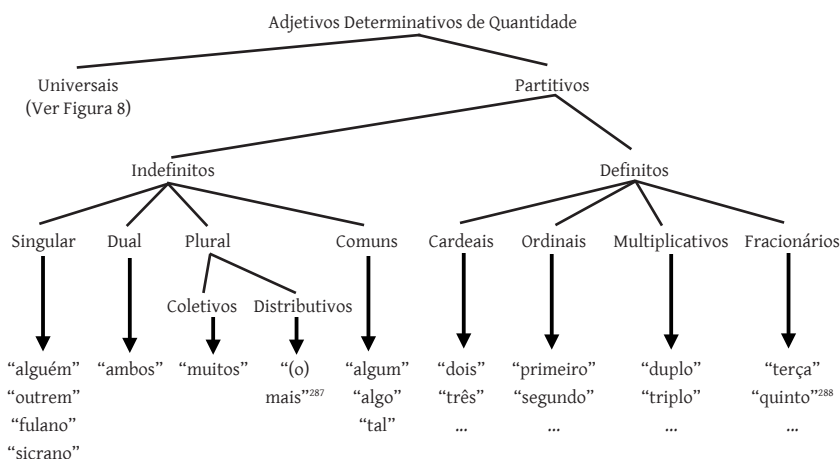 Adjetivos Determinativos de Quantidade
Universais
(Ver Figura 8)
Partitivos
Indefinitos
Definitos
Singular
Dual
Plural
Comuns
Cardeais
Ordinais
Multiplicativos
Fracionários
Coletivos
Distributivos
“alguém”
“outrem”
“fulano”
“sicrano”
“ambos”
“muitos”
“(o)
mais”287
“algum”
“algo”
“tal”
“dois”
“três”
...
“primeiro”
“segundo”
...
“duplo”
“triplo”
...
“terça”
“quinto”288
...